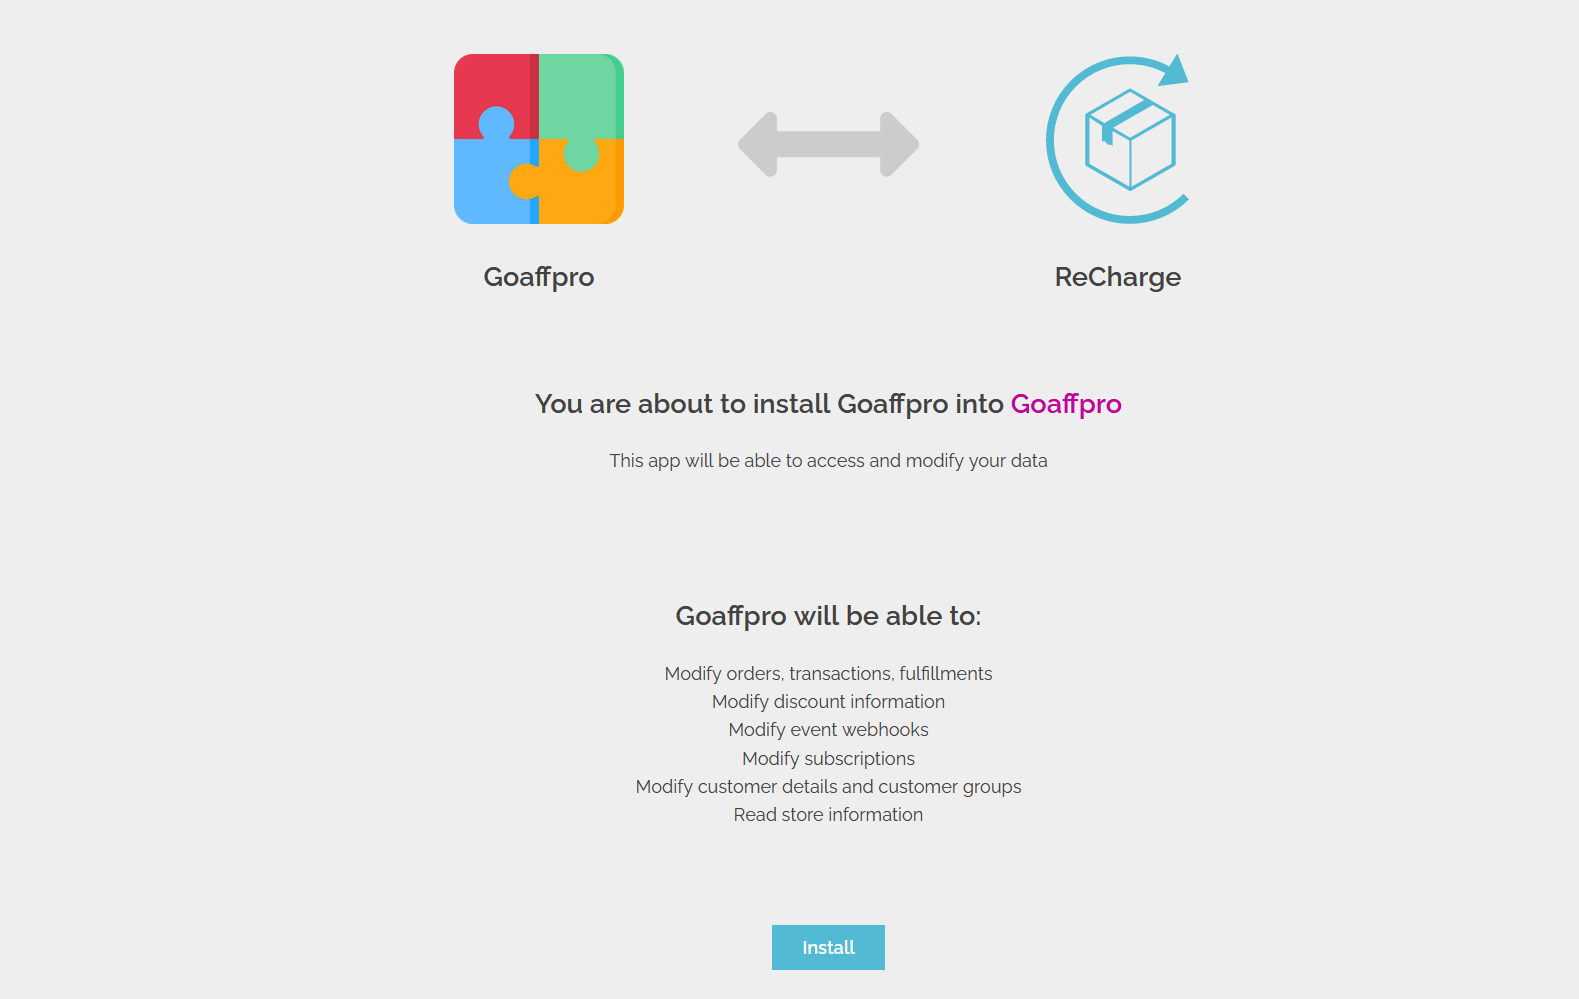 Goaffpro
ReCharge
You are about to install Goaffpro into Goaffpro
This app will be able to access and modify your data
Goaffpro will be able to:
Modify orders, transactions, fulfillments
Modify discount information
Modify event webhooks
Modify subscriptions
Modify customer details and customer groups
Read store information
Install